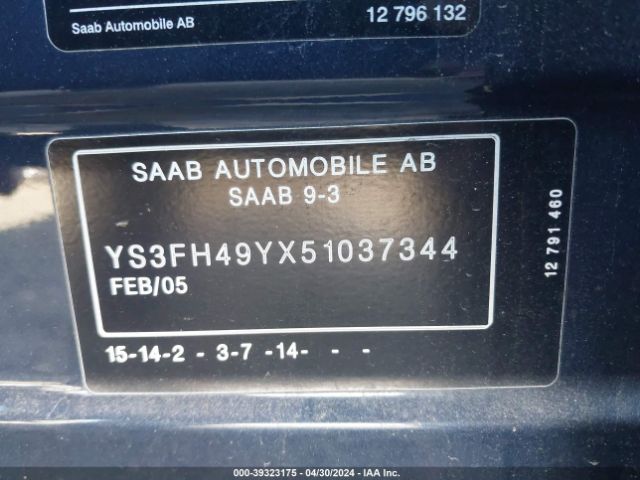 Saab Automobile AB
12 796 132
SAAB AUTOMOBILE AB
SAAB 9-3
YS3FH49YX51037344
FEB/05
15-14-2 - 3-7 -14- - -
12 791 460
000-39323175 - 04/30/2024 - IAA Inc.